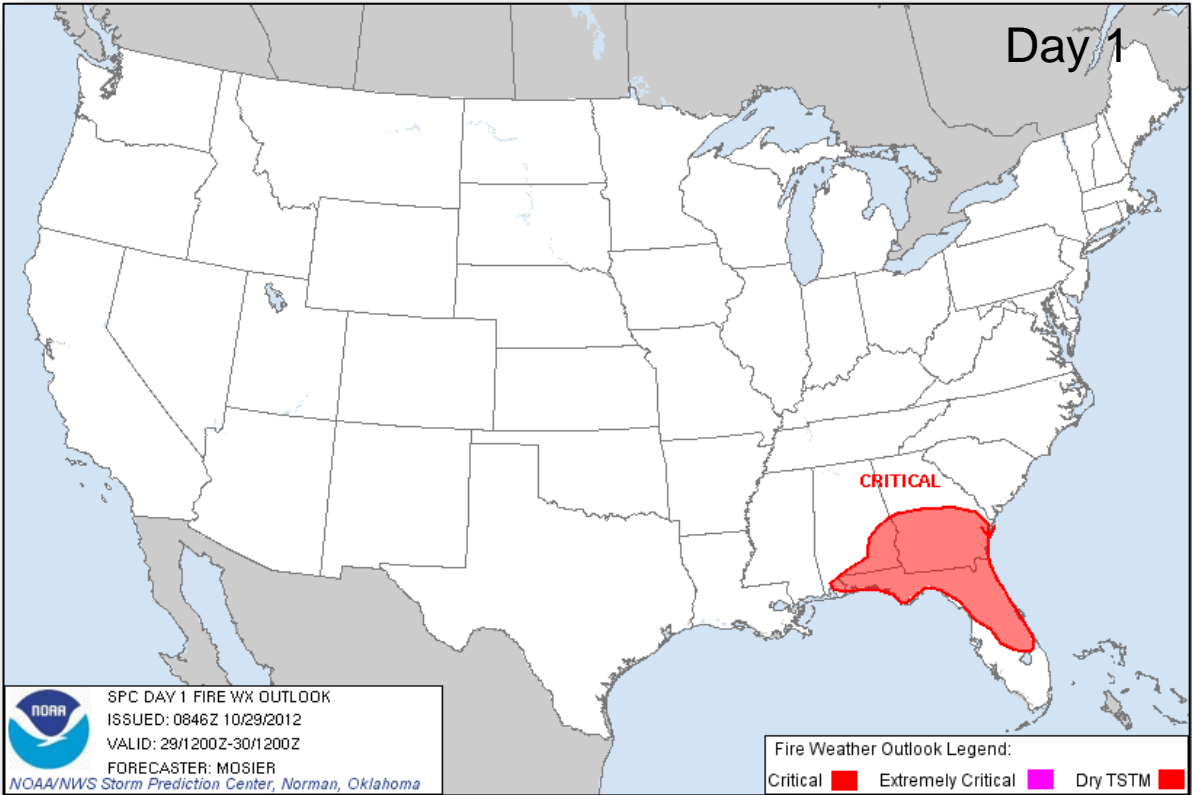 Day 1
CRITICAL
NOAA
SPC DAY 1 FIRE WX OUTLOOK
ISSUED: 0846Z 10/29/2012
VALID: 29/1200Z-30/1200Z
FORECASTER: MOSIER
NOAA/NWS Storm Prediction Center, Norman, Oklahoma
Fire Weather Outlook Legend:
Critical Extremely Critical Dry TSTM